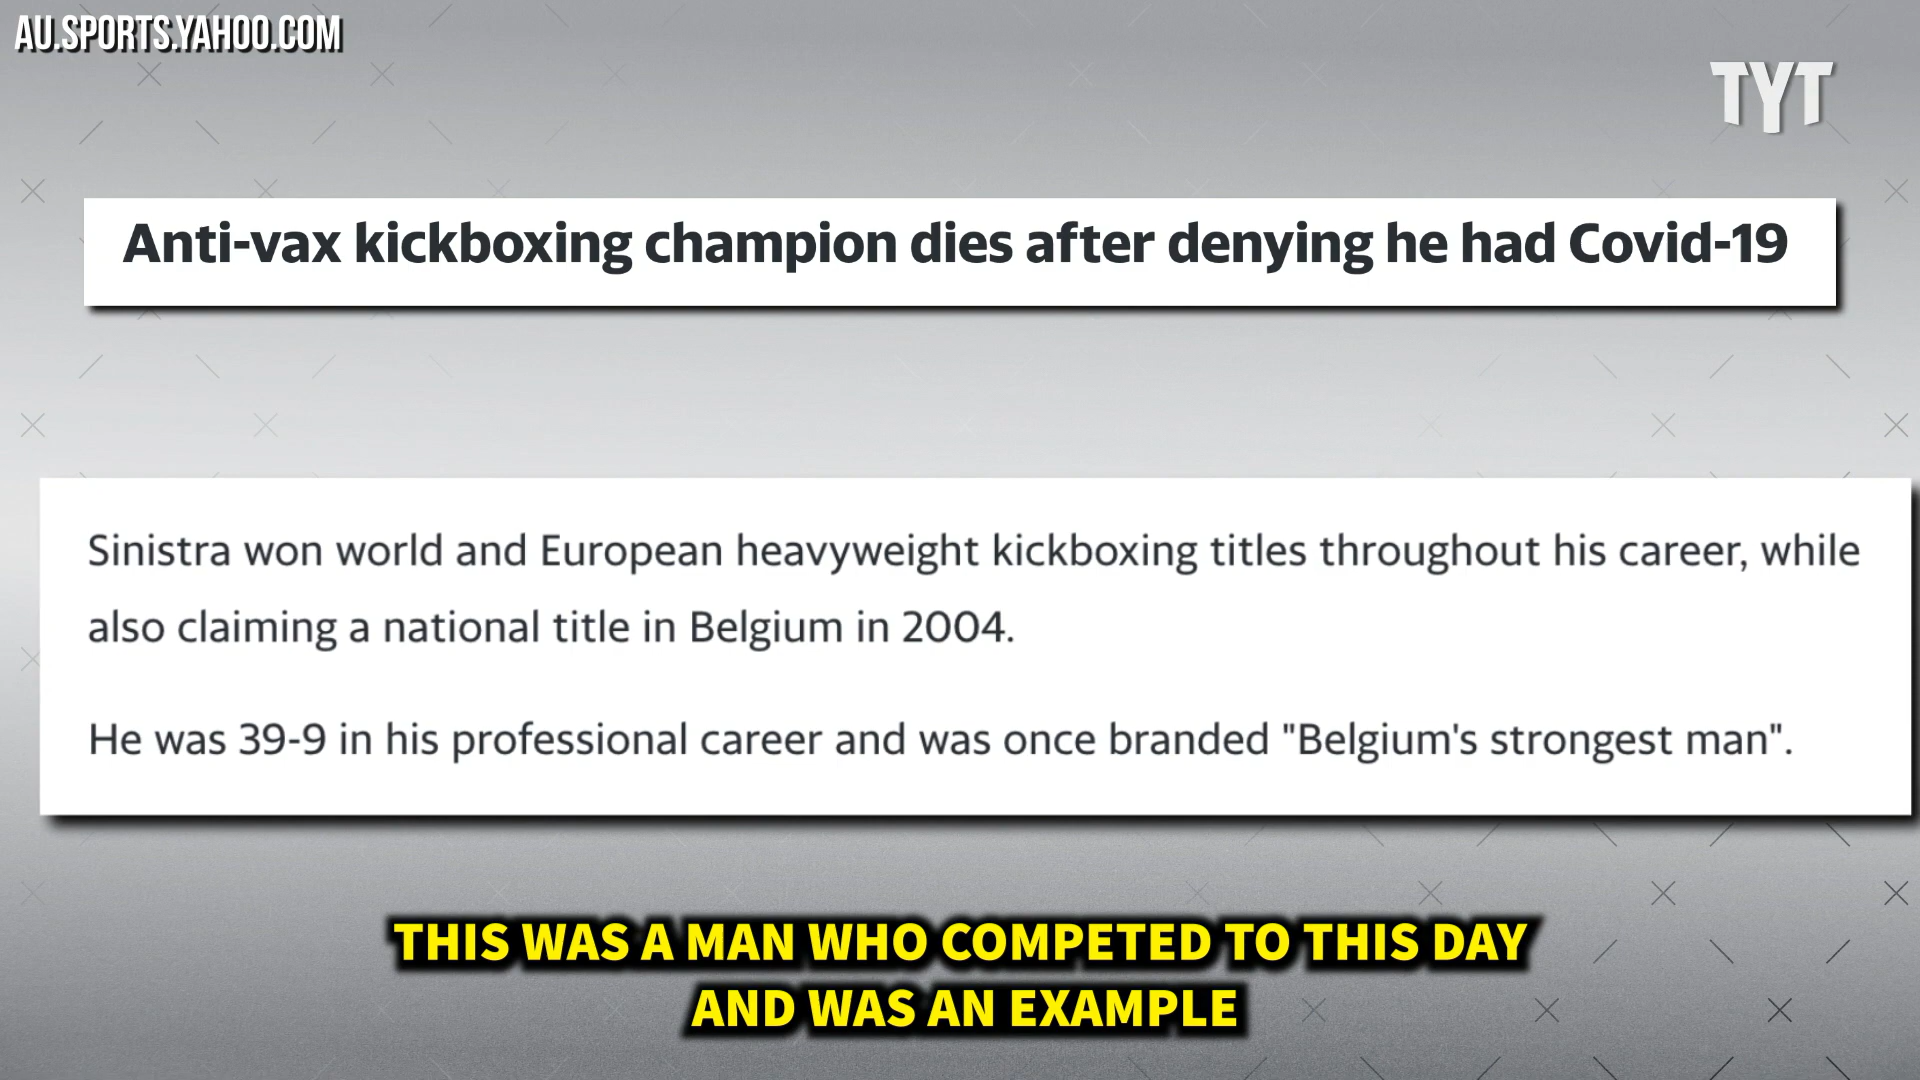 AU.SPORTS.YAHOO.COM
TYT
Anti-vax kickboxing champion dies after denying he had Covid-19
Sinistra won world and European heavyweight kickboxing titles throughout his career, while
also claiming a national title in Belgium in 2004.
He was 39-9 in his professional career and was once branded "Belgium's strongest man".
THIS WAS A MAN WHO COMPETED TO THIS DAY
AND WAS AN EXAMPLE